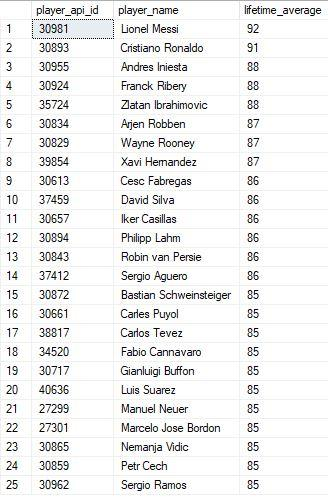 player_api_id player_name lifetime_average
1 30981 Lionel Messi 92
2 30893 Cristiano Ronaldo 91
3 30955 Andres Iniesta 88
4 30924 Franck Ribery 88
5 35724 Zlatan Ibrahimovic 88
6 30834 Arjen Robben 87
7 30829 Wayne Rooney 87
8 39854 Xavi Hernandez 87
9 30613 Cesc Fabregas 86
10 37459 David Silva 86
11 30657 Iker Casillas 86
12 30894 Philipp Lahm 86
13 30843 Robin van Persie 86
14 37412 Sergio Aguero 86
15 30872 Bastian Schweinsteiger 85
16 30661 Carles Puyol 85
17 38817 Carlos Tevez 85
18 34520 Fabio Cannavaro 85
19 30717 Gianluigi Buffon 85
20 40636 Luis Suarez 85
21 27299 Manuel Neuer 85
22 27301 Marcelo Jose Bordon 85
23 30865 Nemanja Vidic 85
24 30859 Petr Cech 85
25 30962 Sergio Ramos 85